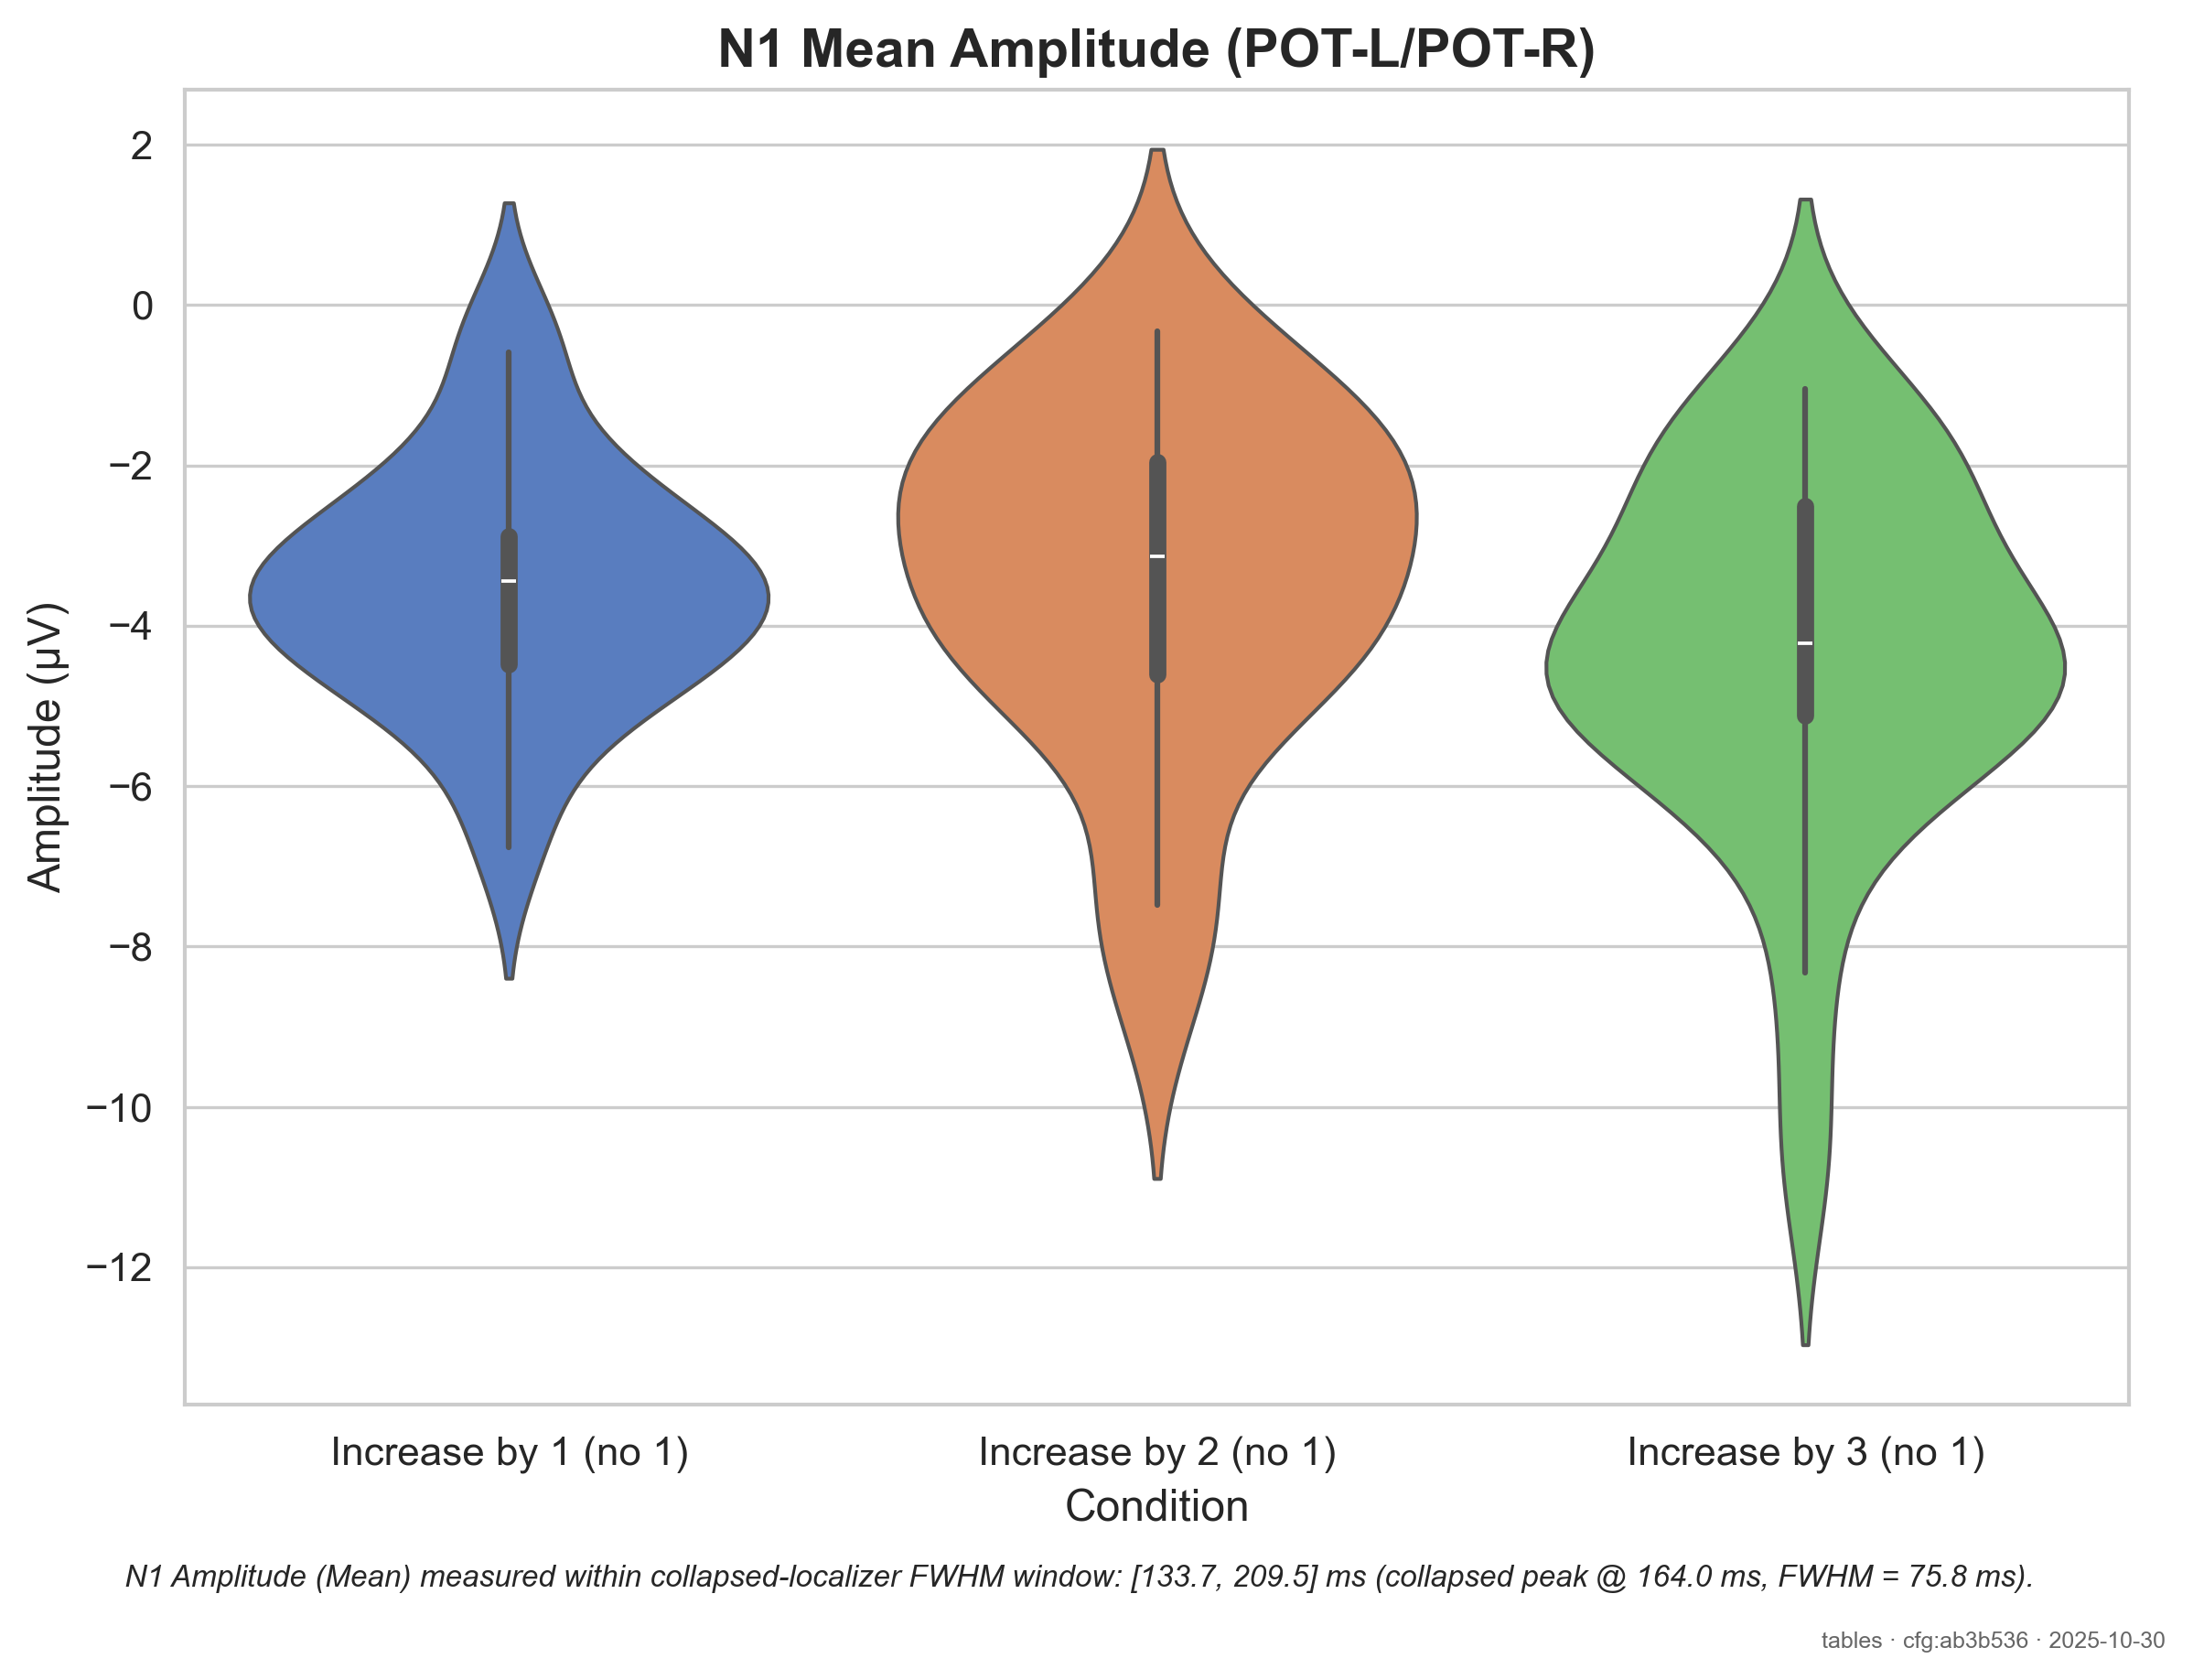 N1 Mean Amplitude (POT-L/POT-R)
Amplitude (µV)
2
0
−2
−4
−6
−8
−10
−12
Increase by 1 (no 1)
Increase by 2 (no 1)
Increase by 3 (no 1)
Condition
N1 Amplitude (Mean) measured within collapsed-localizer FWHM window: [133.7, 209.5] ms (collapsed peak @ 164.0 ms, FWHM = 75.8 ms).
tables · cfg:ab3b536 · 2025-10-30